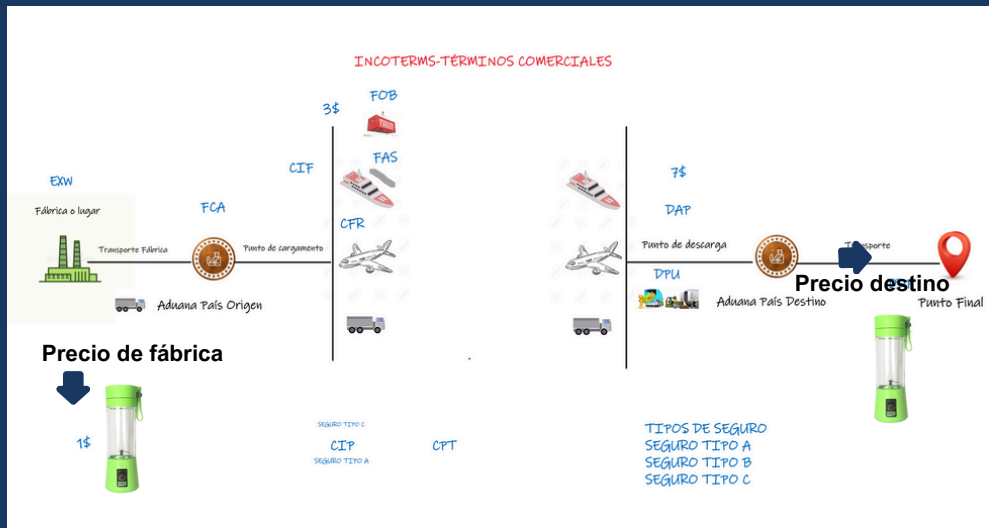 INCOTERMS-TÉRMINOS COMERCIALES
FOB
3$
CIF
FAS
7$
EXW
DAP
Fábrica o lugar
FCA
CFR
Transporte Fábrica
Punto de cargamento
Punto de descarga
Transporte
DPU
Precio destino
Aduana País Origen
Aduana País Destino
Punto Final
Precio de fábrica
1$
SEGURO TIPO C
CIP
CPT
SEGURO TIPO A
TIPOS DE SEGURO
SEGURO TIPO A
SEGURO TIPO B
SEGURO TIPO C